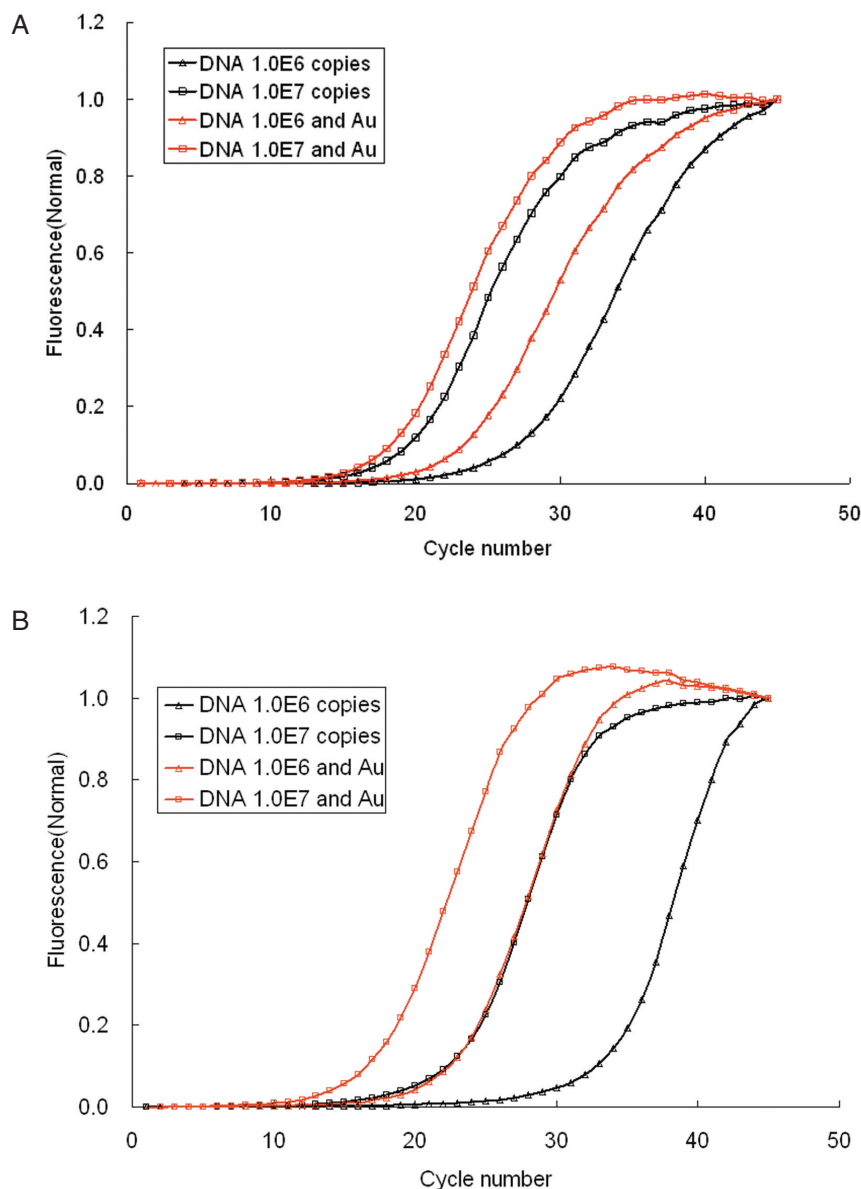 A
1.2
1.0
0.8
0.6
0.4
0.2
0.0
Fluorescence(Normal)
DNA 1.0E6 copies
DNA 1.0E7 copies
DNA 1.0E6 and Au
DNA 1.0E7 and Au
0
10
20
30
40
50
Cycle number
B
1.2
1.0
0.8
0.6
0.4
0.2
0.0
Fluorescence(Normal)
DNA 1.0E6 copies
DNA 1.0E7 copies
DNA 1.0E6 and Au
DNA 1.0E7 and Au
0
10
20
30
40
50
Cycle number